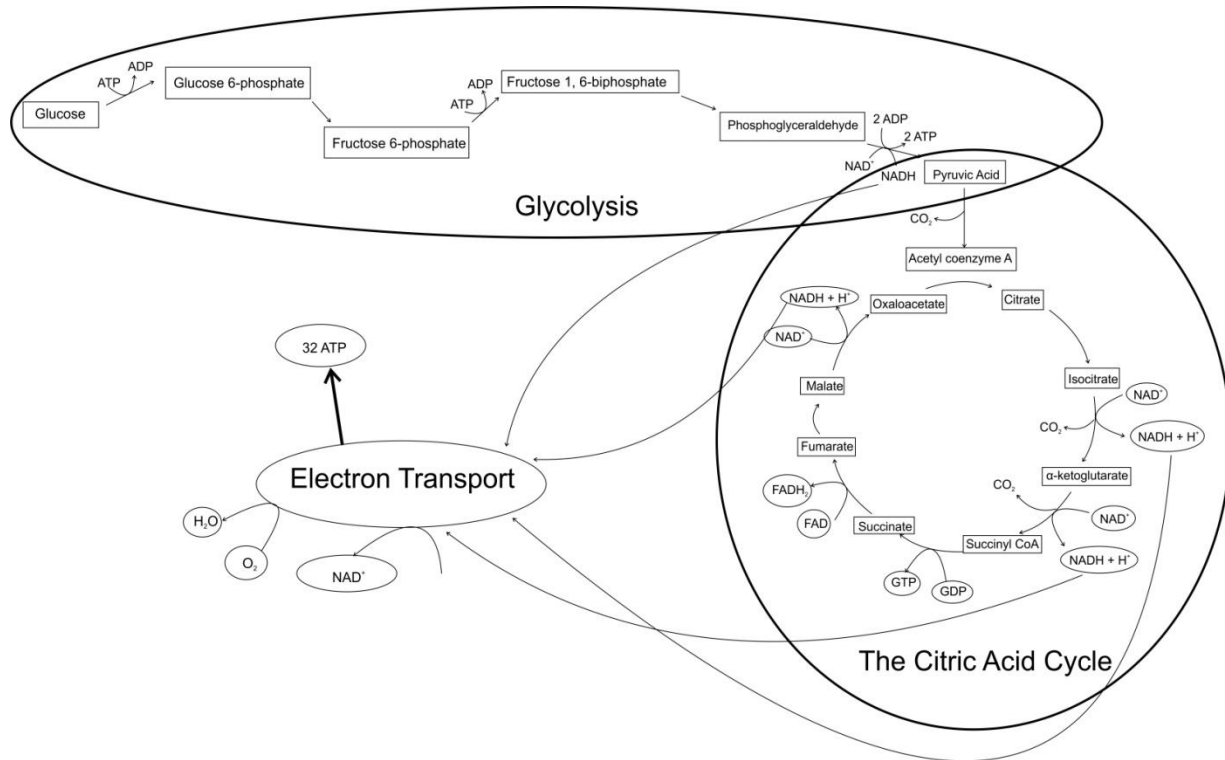 Glucose
ATP
ADP
Glucose 6-phosphate
Fructose 6-phosphate
ATP
ADP
Fructose 1, 6-biphosphate
Phosphoglyceraldehyde
2 ADP
2 ATP
NAD⁺
NADH
Pyruvic Acid
Glycolysis
CO₂
Acetyl coenzyme A
Oxaloacetate
Citrate
NADH + H⁺
NAD⁺
Isocitrate
NAD⁺
CO₂
NADH + H⁺
Malate
Fumarate
α-ketoglutarate
CO₂
NAD⁺
FADH₂
FAD
Succinate
Succinyl CoA
NADH + H⁺
GTP
GDP
The Citric Acid Cycle
32 ATP
Electron Transport
H₂O
O₂
NAD⁺